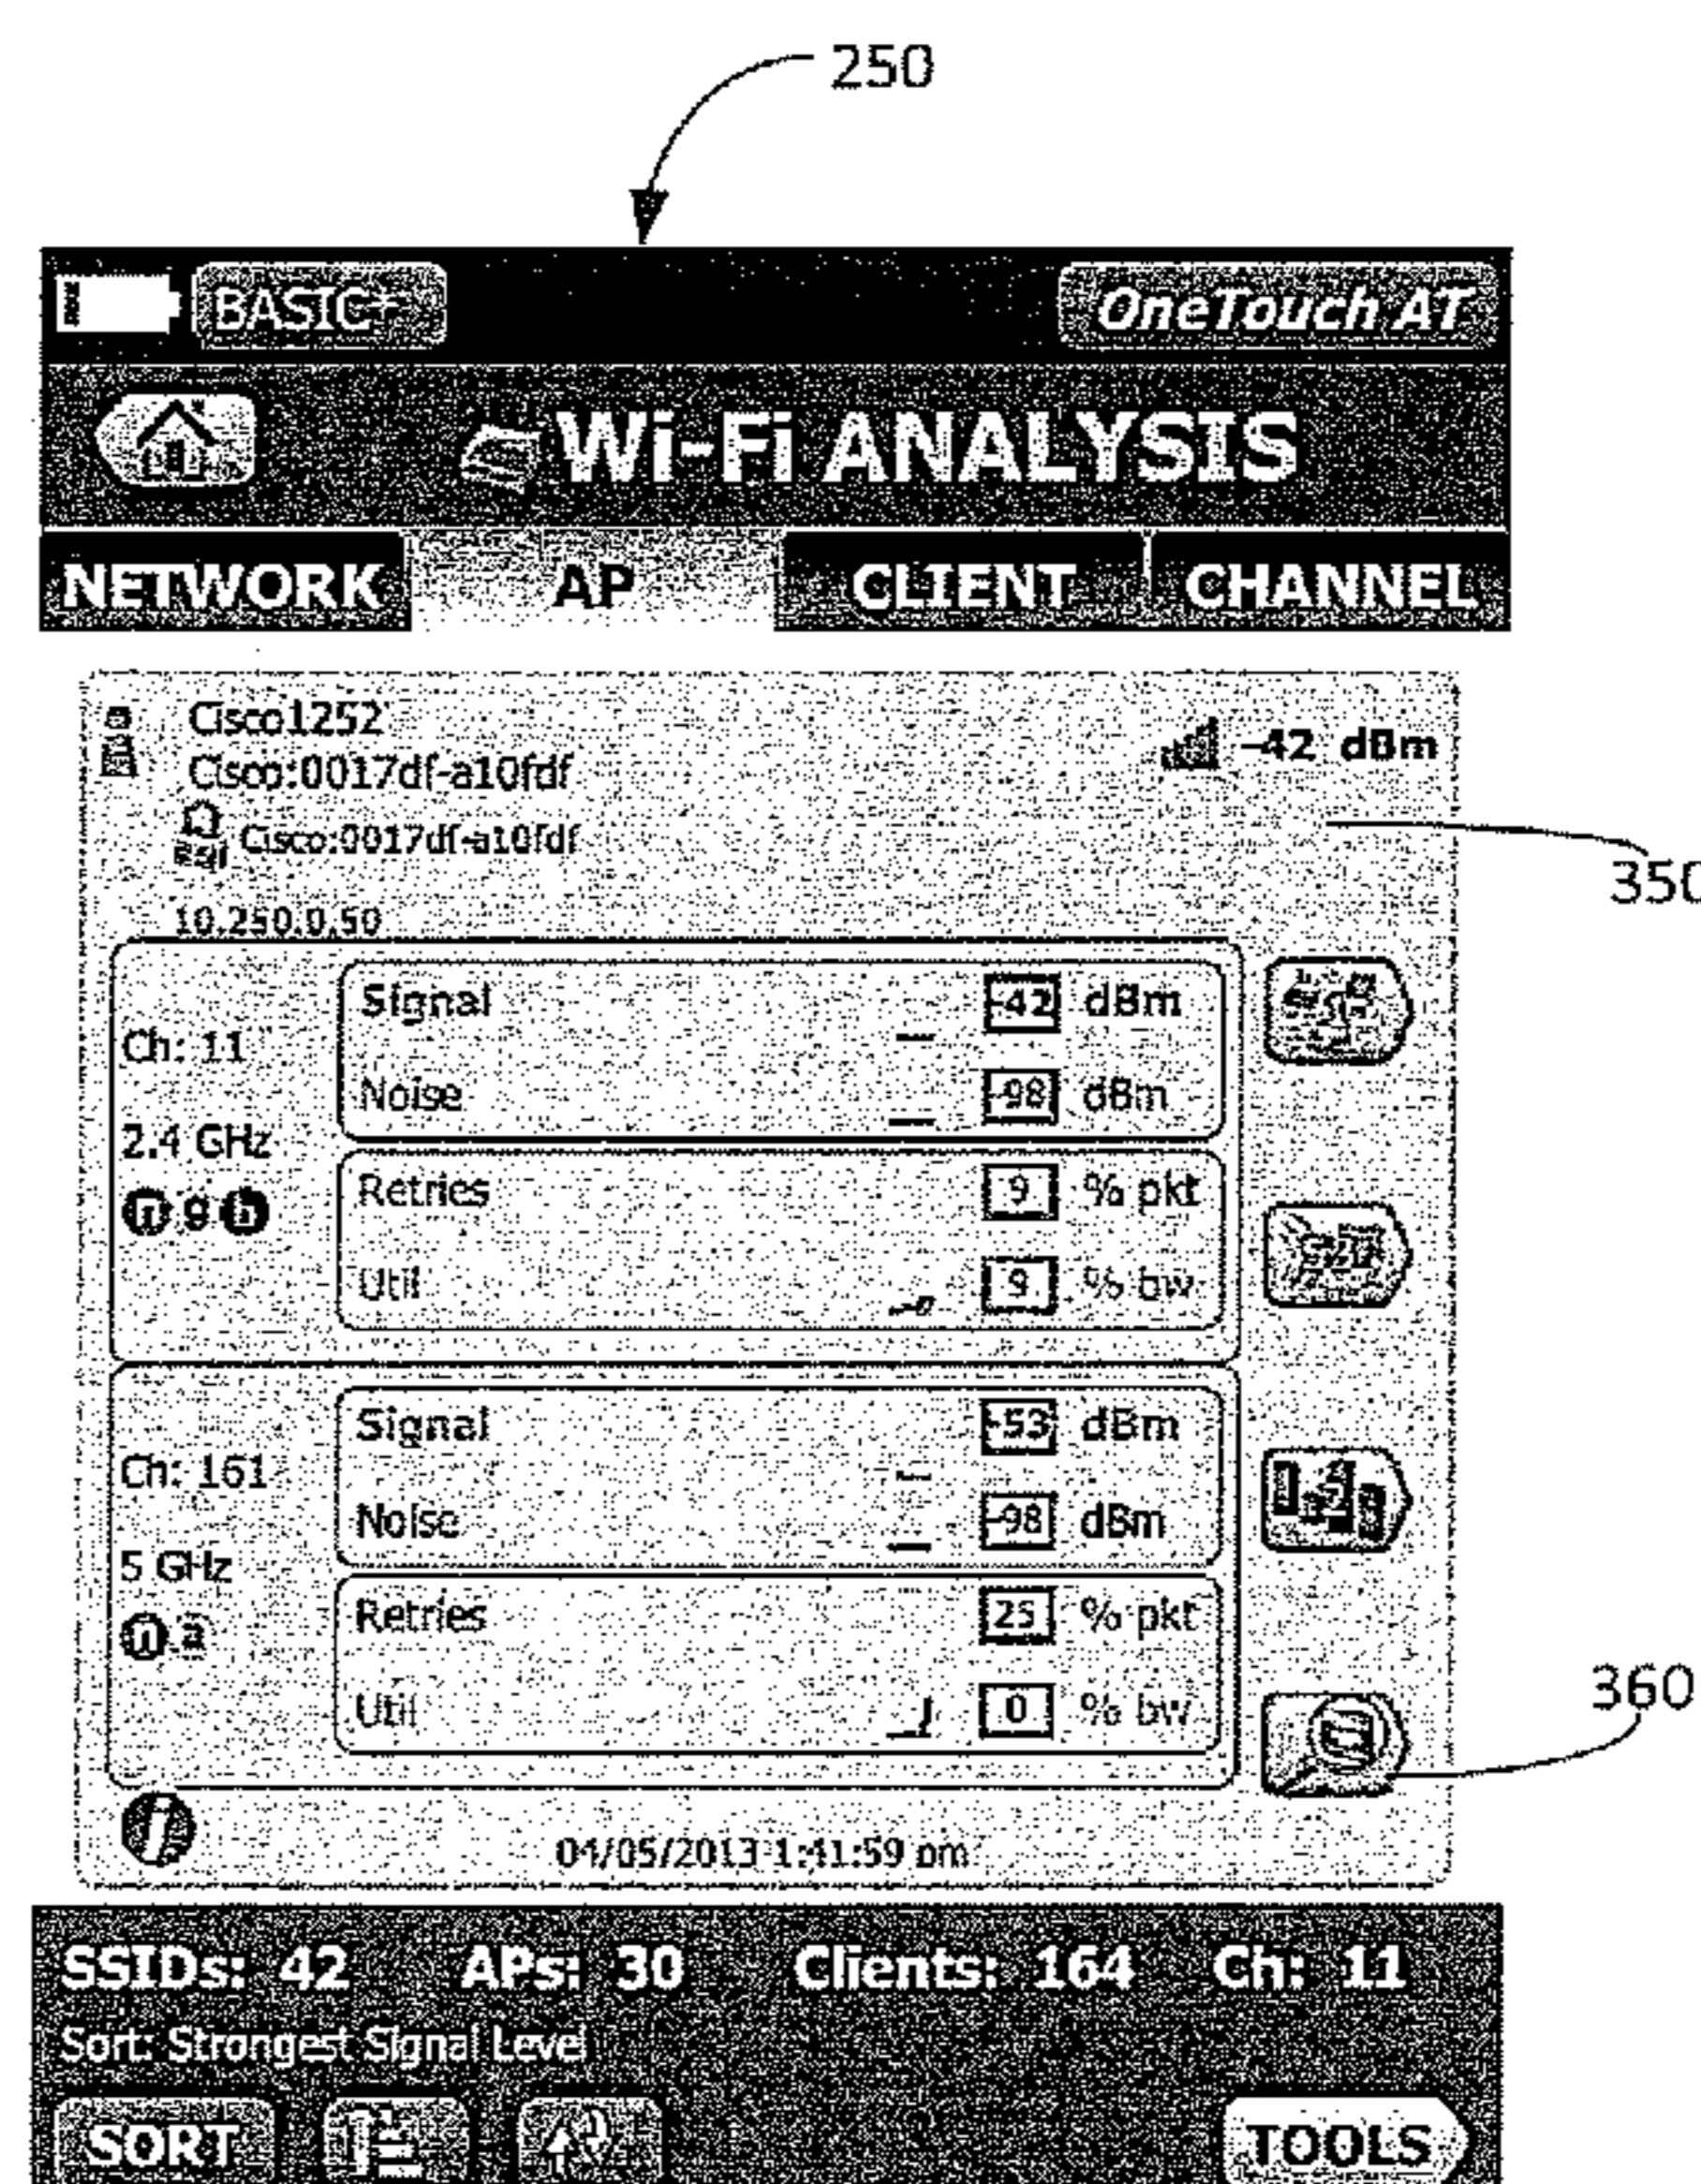 250
BASIC* OneTouch AT
Wi-Fi ANALYSIS
NETWORK AP CLIENT CHANNEL
Cisco1252
-42 dBm
Cisco:0017df-a10fdf
Cisco:0017df-a10fdf
350
10.250.0.50
Signal -42 dBm
Ch: 11
Noise -98 dBm
2.4 GHz
Retries 9 % pkt
n g b
Util 9 % bw
Signal -53 dBm
Ch: 161
Noise -98 dBm
5 GHz
Retries 25 % pkt
n a
360
Util 0 % bw
i
04/05/2013 1:41:59 pm
SSIDs: 42 APs: 30 Clients: 164 Ch: 11
Sort: Strongest Signal Level
SORT TOOLS